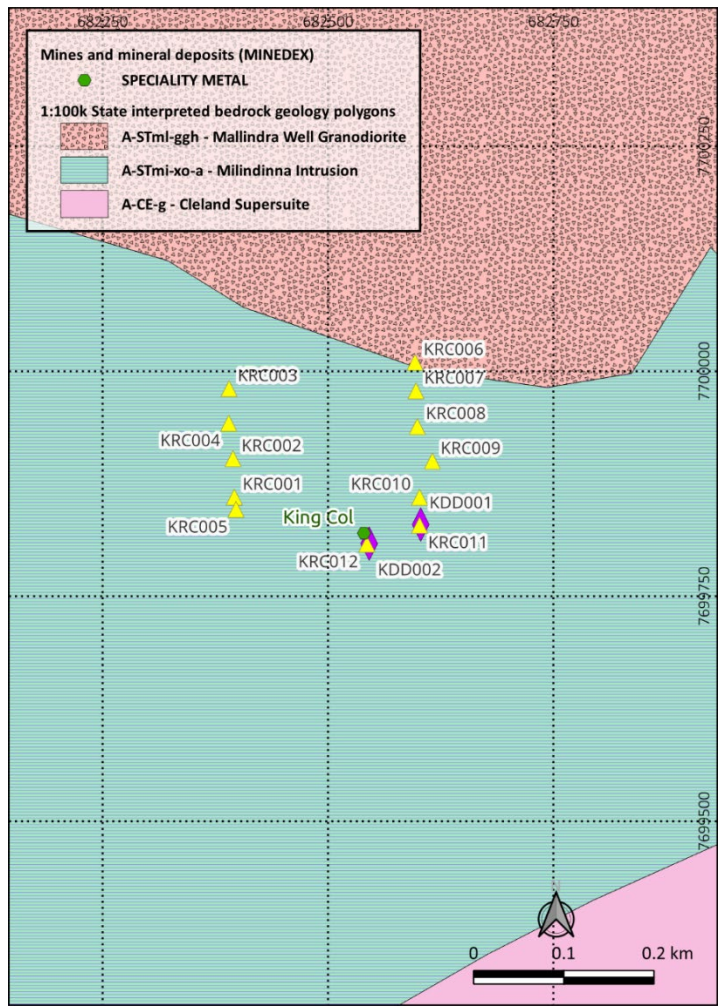 682250
682500
682750
Mines and mineral deposits (MINEDEX)
SPECIALITY METAL
1:100k State interpreted bedrock geology polygons
A-STml-ggh - Mallindra Well Granodiorite
A-STmi-xo-a - Milindinna Intrusion
A-CE-g - Cleland Supersuite
7700250
KRC006
7700000
KRC003
KRC007
KRC008
KRC004
KRC002
KRC009
KRC001
KRC010
KDD001
KRC005
King Col
KRC011
KRC012
KDD002
7699750
7699500
N
0 0.1 0.2 km